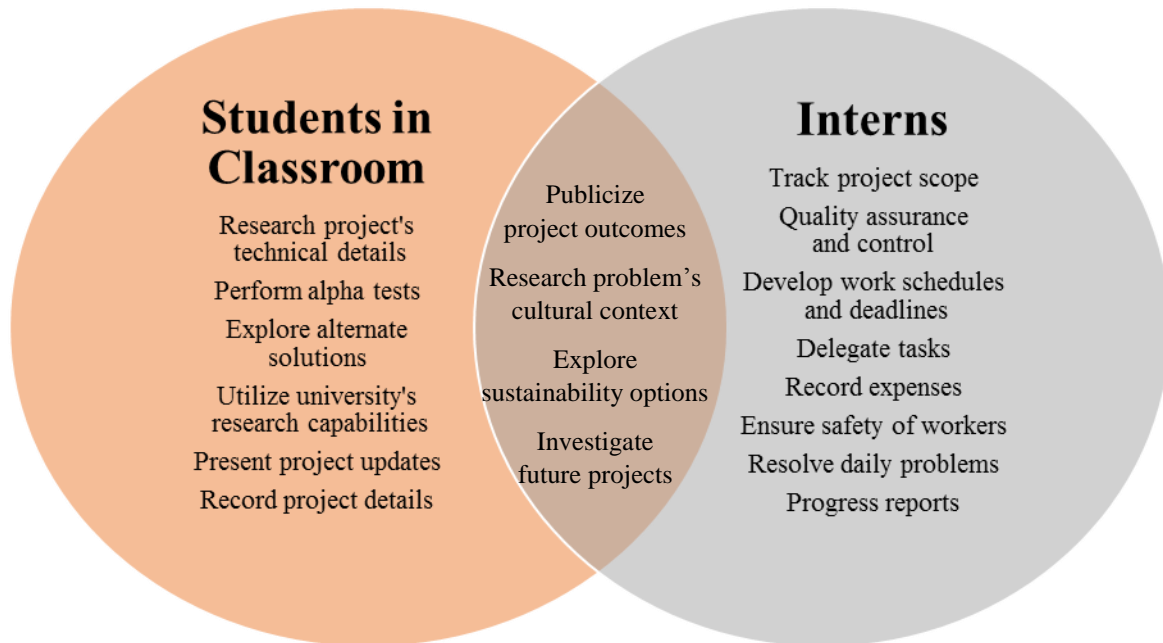 Students in
Classroom
Research project's
technical details
Perform alpha tests
Explore alternate
solutions
Utilize university's
research capabilities
Present project updates
Record project details
Publicize
project outcomes
Research problem’s
cultural context
Explore
sustainability options
Investigate
future projects
Interns
Track project scope
Quality assurance
and control
Develop work schedules
and deadlines
Delegate tasks
Record expenses
Ensure safety of workers
Resolve daily problems
Progress reports